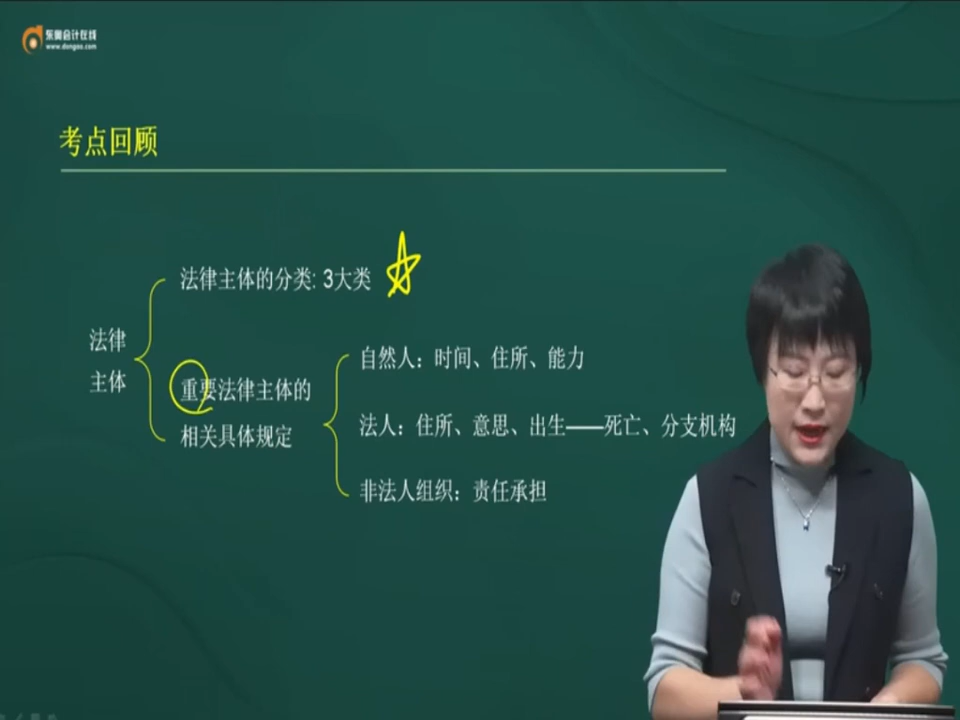 东奥会计在线
www.dongao.com
考点回顾
法律主体的分类: 3大类
法律
主体
重要法律主体的
相关具体规定
自然人：时间、住所、能力
法人：住所、意思、出生——死亡、分支机构
非法人组织：责任承担